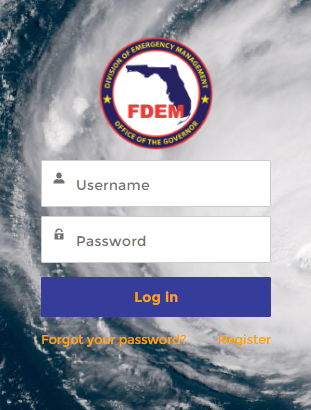 DIVISION OF EMERGENCY MANAGEMENT
FDEM
OFFICE OF THE GOVERNOR
Username
Password
Log In
Forgot your password? Register